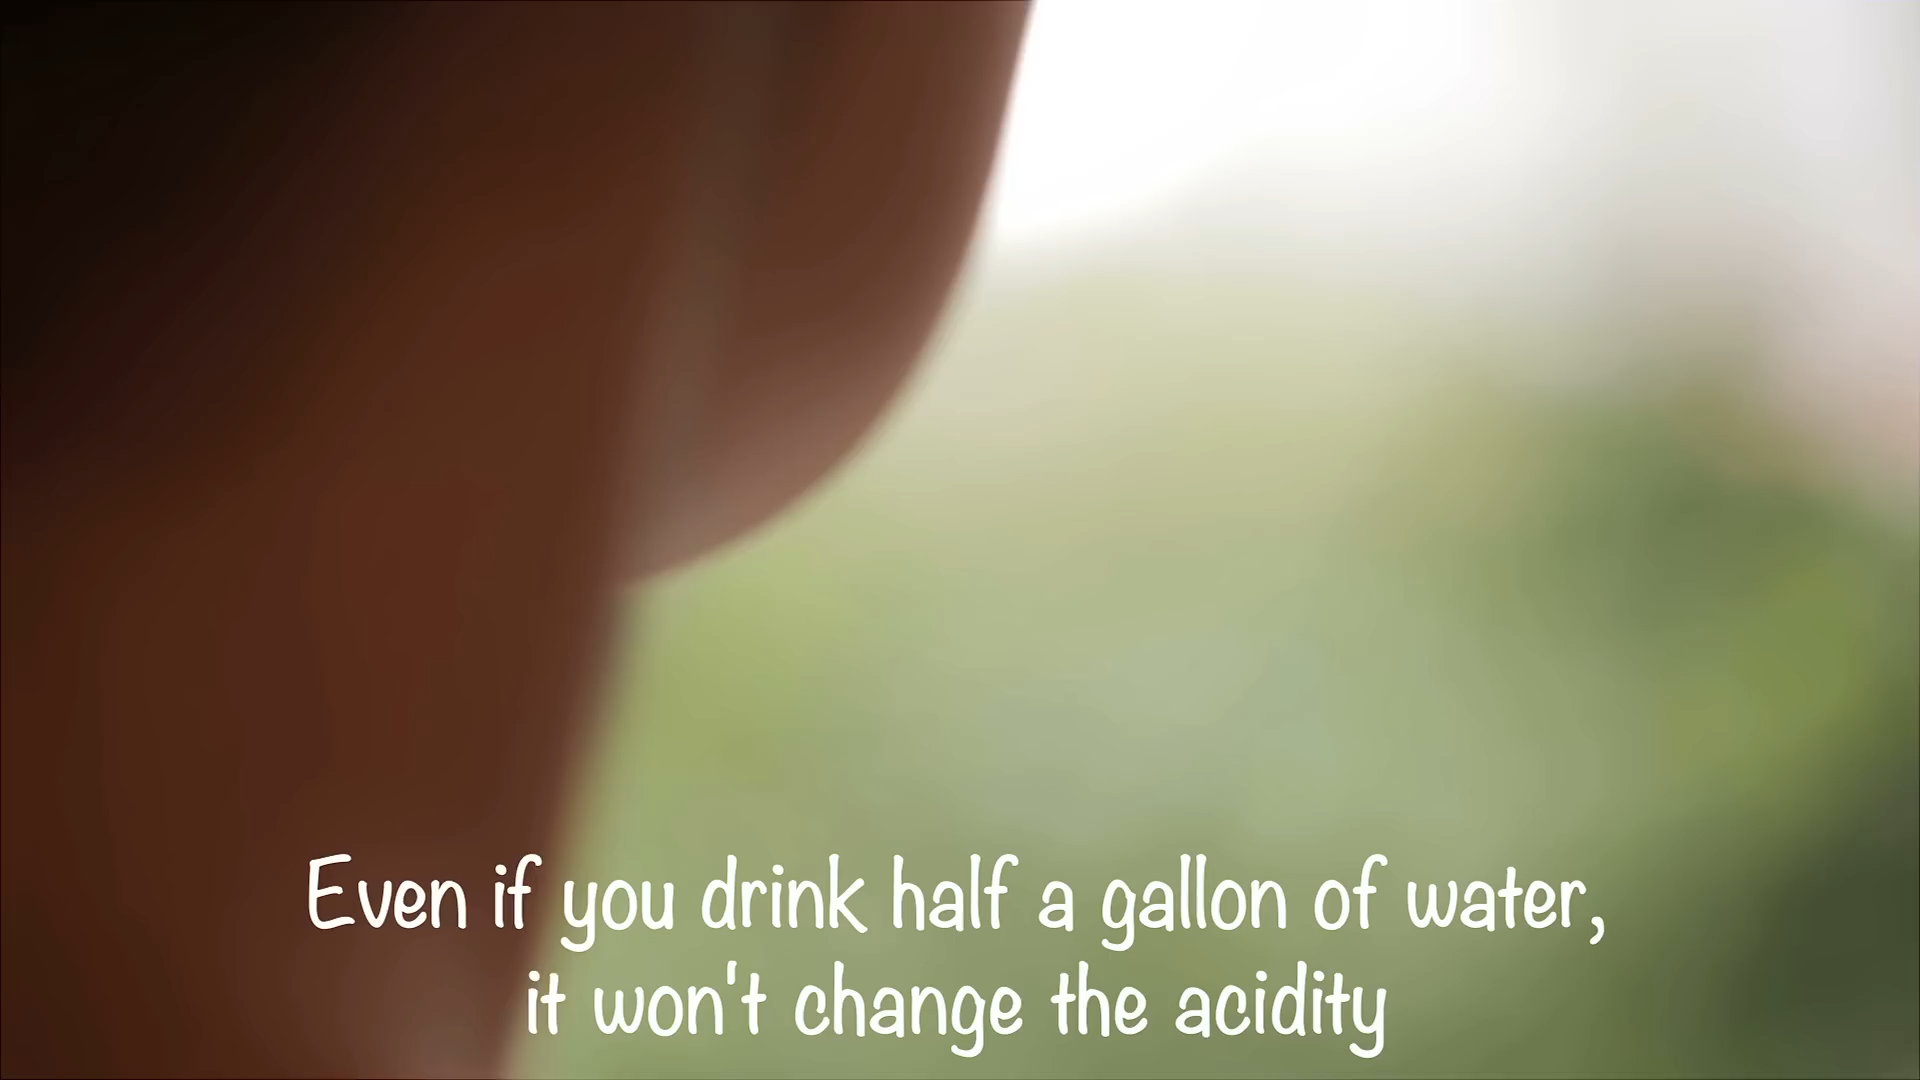 Even if you drink half a gallon of water,
it won't change the acidity